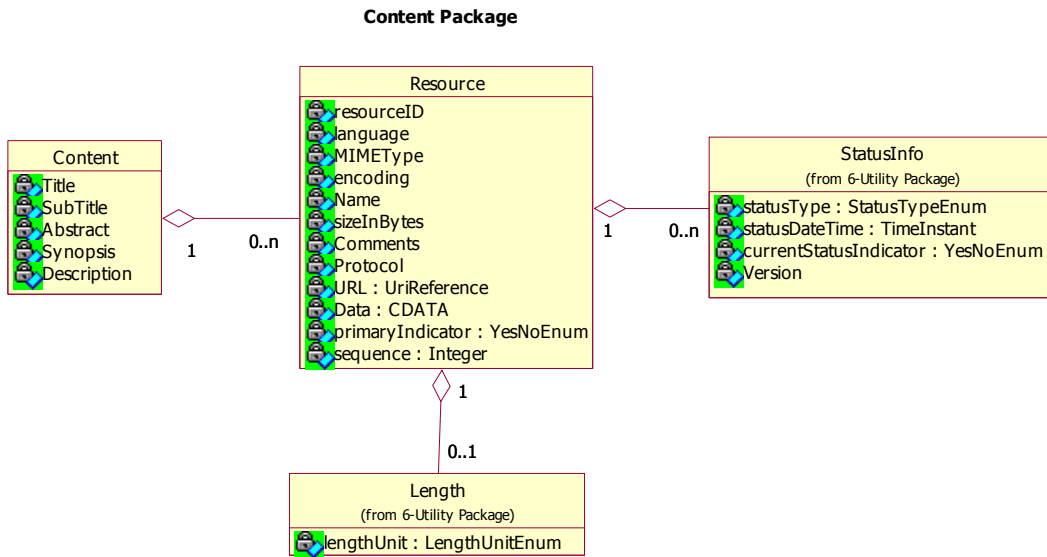 Content Package
Resource
resourceID
language
MIMEType
encoding
Name
sizeInBytes
Comments
Protocol
URL : UriReference
Data : CDATA
primaryIndicator : YesNoEnum
sequence : Integer
Content
Title
SubTitle
Abstract
Synopsis
Description
1
0..n
StatusInfo
(from 6-Utility Package)
statusType : StatusTypeEnum
statusDateTime : TimeInstant
currentStatusIndicator : YesNoEnum
Version
1
0..n
1
0..1
Length
(from 6-Utility Package)
lengthUnit : LengthUnitEnum